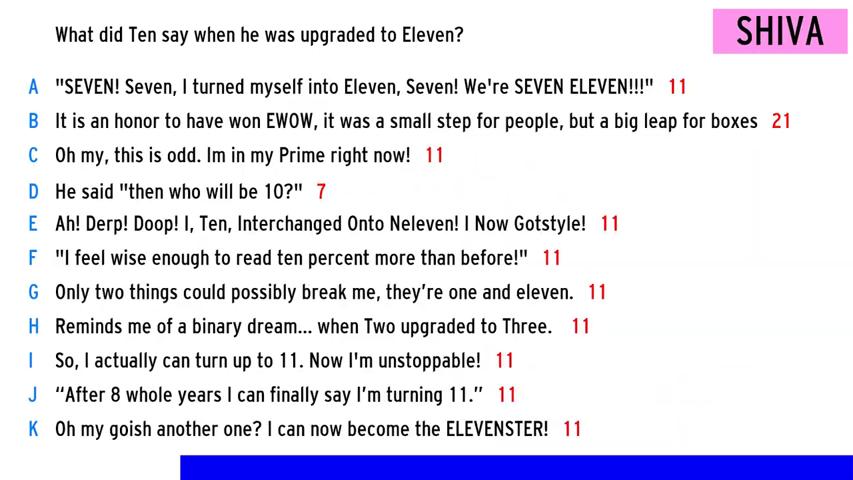 What did Ten say when he was upgraded to Eleven?
SHIVA
A "SEVEN! Seven, I turned myself into Eleven, Seven! We're SEVEN ELEVEN!!!" 11
B It is an honor to have won EWOW, it was a small step for people, but a big leap for boxes 21
C Oh my, this is odd. Im in my Prime right now! 11
D He said "then who will be 10?" 7
E Ah! Derp! Doop! I, Ten, Interchanged Onto Neleven! I Now Gotstyle! 11
F "I feel wise enough to read ten percent more than before!" 11
G Only two things could possibly break me, they’re one and eleven. 11
H Reminds me of a binary dream... when Two upgraded to Three. 11
I So, I actually can turn up to 11. Now I'm unstoppable! 11
J “After 8 whole years I can finally say I’m turning 11.” 11
K Oh my goish another one? I can now become the ELEVENSTER! 11